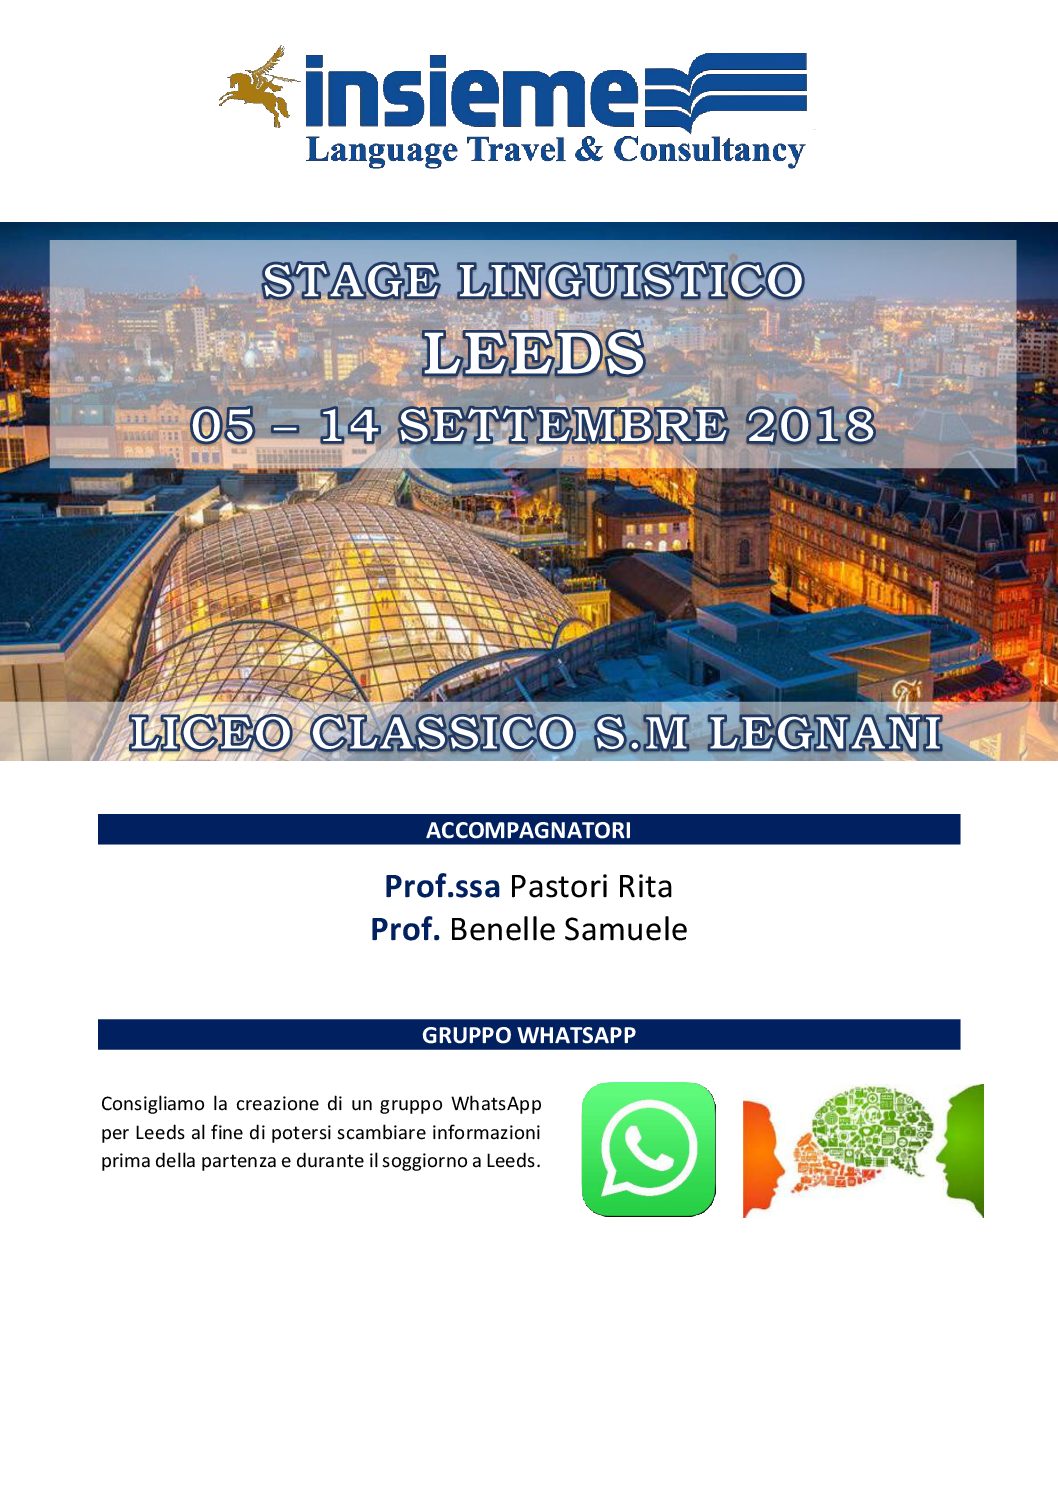 insieme
Language Travel & Consultancy
STAGE LINGUISTICO
LEEDS
05 – 14 SETTEMBRE 2018
LICEO CLASSICO S.M LEGNANI
ACCOMPAGNATORI
Prof.ssa Pastori Rita
Prof. Benelle Samuele
GRUPPO WHATSAPP
Consigliamo la creazione di un gruppo WhatsApp
per Leeds al fine di potersi scambiare informazioni
prima della partenza e durante il soggiorno a Leeds.